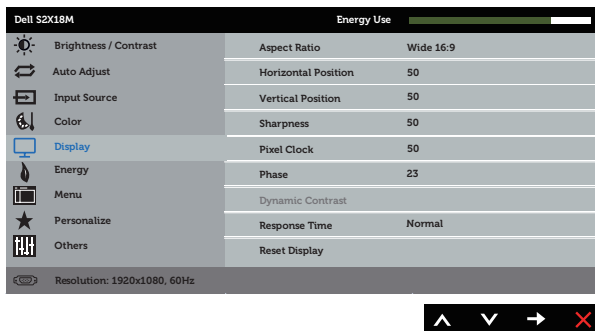 Dell S2X18M Energy Use
Brightness / Contrast Aspect Ratio Wide 16:9
Auto Adjust Horizontal Position 50
Input Source Vertical Position 50
Color Sharpness 50
Display Pixel Clock 50
Energy Phase 23
Menu Dynamic Contrast
Personalize Response Time Normal
Others Reset Display
Resolution: 1920x1080, 60Hz